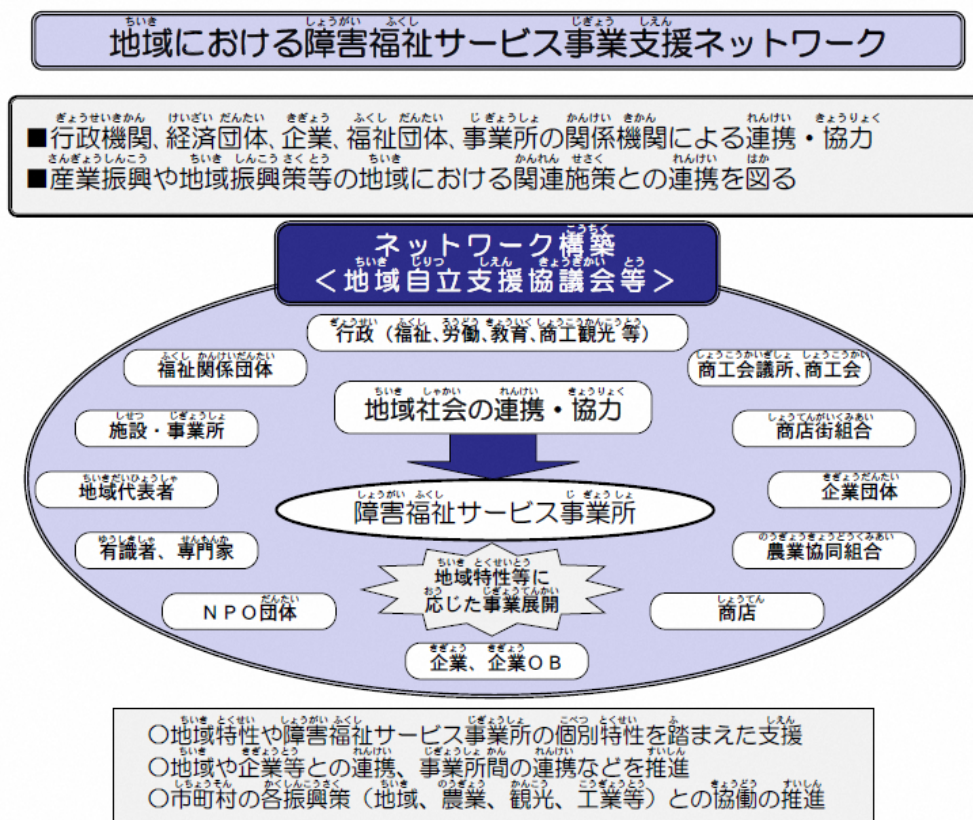 地域における障害福祉サービス事業支援ネットワーク
■行政機関、経済団体、企業、福祉団体、事業所の関係機関による連携・協力
■産業振興や地域振興策等の地域における関連施策との連携を図る
ネットワーク構築
＜地域自立支援協議会等＞
行政（福祉、労働、教育、商工観光 等）
福祉関係団体
商工会議所、商工会
地域社会の連携・協力
施設・事業所
商店街組合
地域代表者
企業団体
障害福祉サービス事業所
有識者、専門家
農業協同組合
地域特性等に
応じた事業展開
ＮＰＯ団体
商店
企業、企業ＯＢ
○地域特性や障害福祉サービス事業所の個別特性を踏まえた支援
○地域や企業等との連携、事業所間の連携などを推進
○市町村の各振興策（地域、農業、観光、工業等）との協働の推進